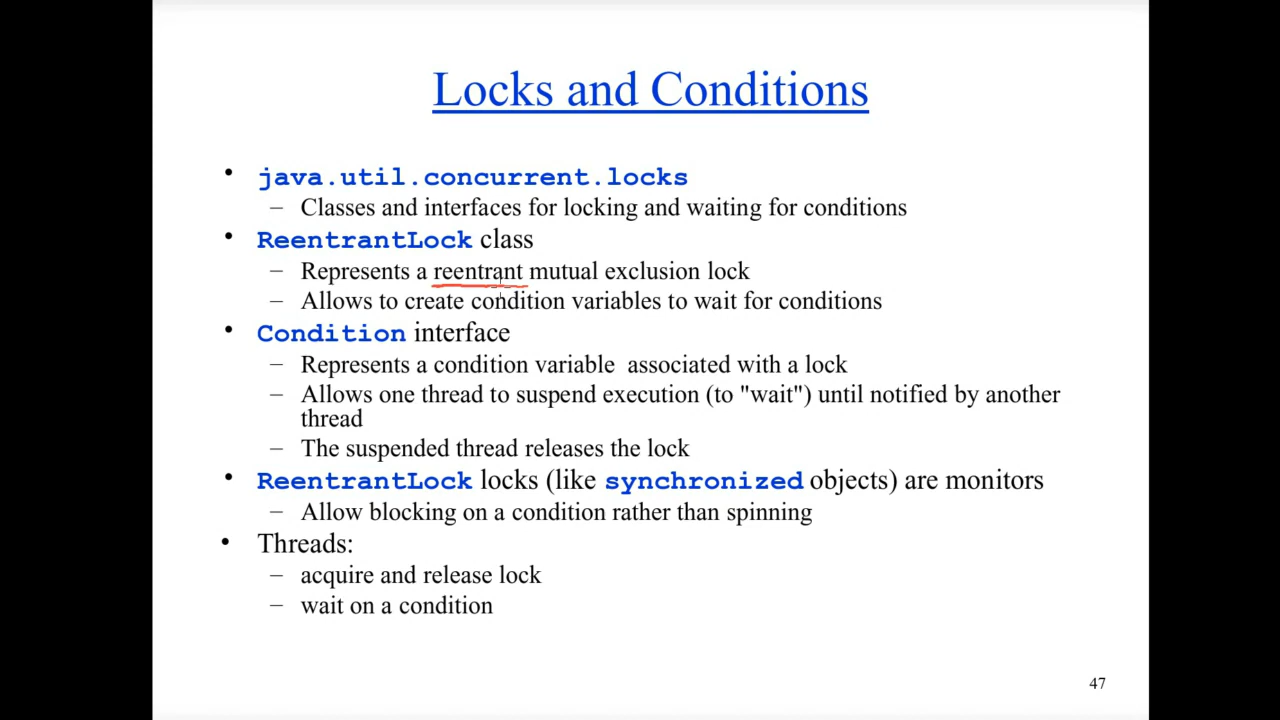 Locks and Conditions
• java.util.concurrent.locks
– Classes and interfaces for locking and waiting for conditions
• ReentrantLock class
– Represents a reentrant mutual exclusion lock
– Allows to create condition variables to wait for conditions
• Condition interface
– Represents a condition variable associated with a lock
– Allows one thread to suspend execution (to "wait") until notified by another
thread
– The suspended thread releases the lock
• ReentrantLock locks (like synchronized objects) are monitors
– Allow blocking on a condition rather than spinning
• Threads:
– acquire and release lock
– wait on a condition
47